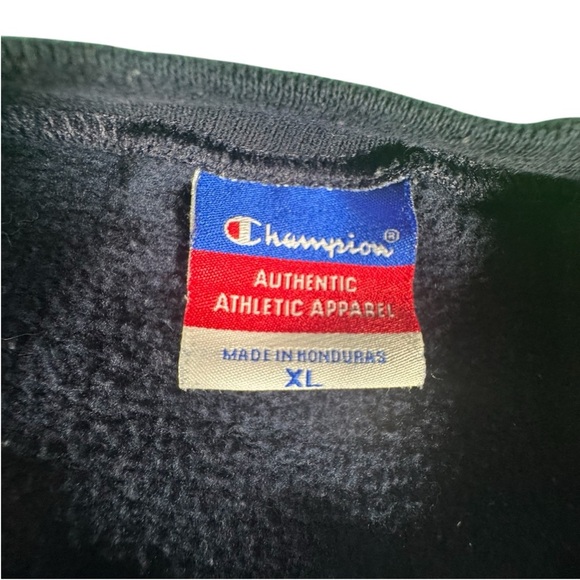 Champion®
AUTHENTIC
ATHLETIC APPAREL
MADE IN HONDURAS
XL